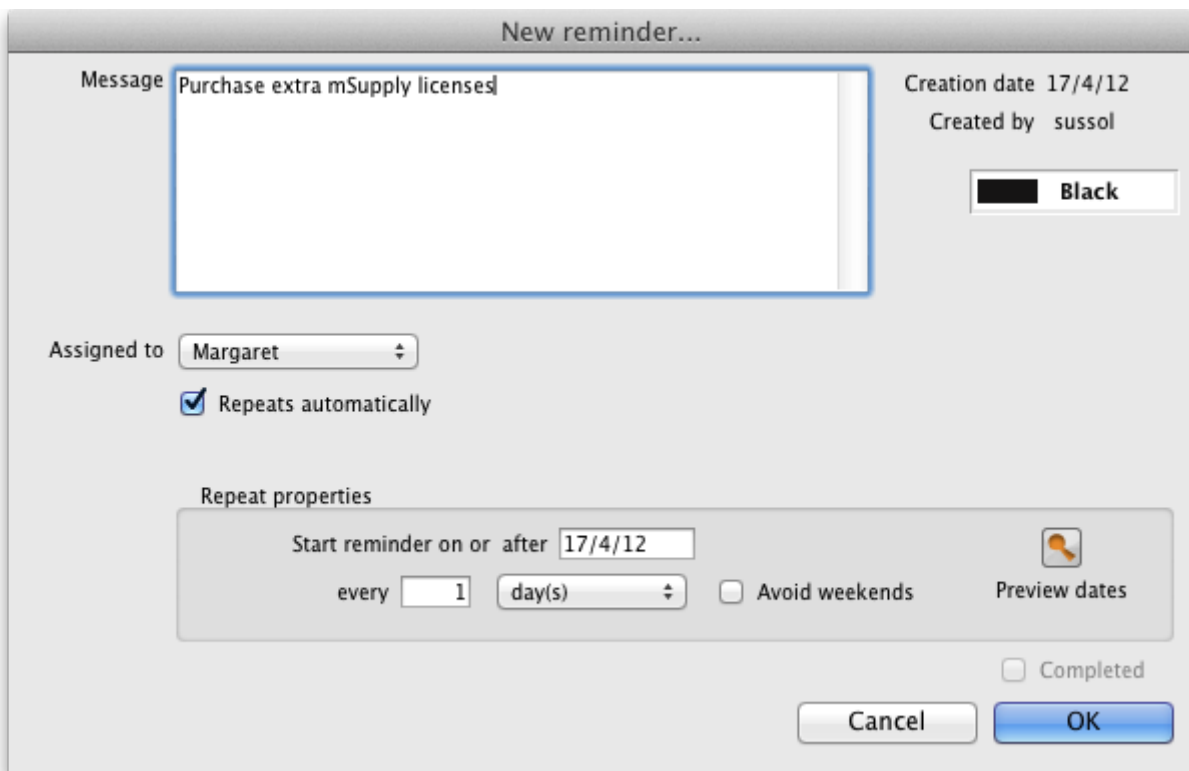 New reminder...
Message Purchase extra mSupply licenses Creation date 17/4/12
Created by sussol
Black
Assigned to Margaret
Repeats automatically
Repeat properties
Start reminder on or after 17/4/12
every 1 day(s) Avoid weekends Preview dates
Completed
Cancel OK